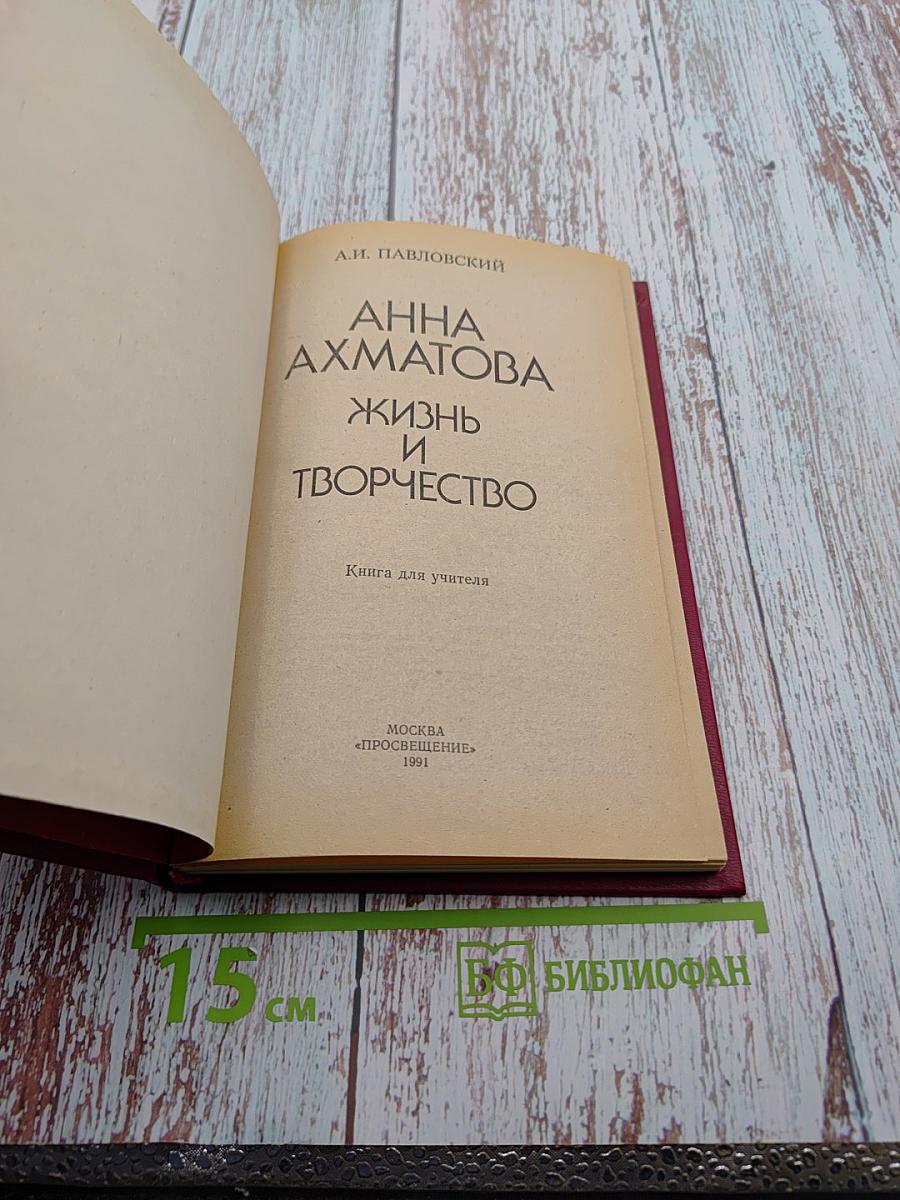 А.И. ПАВЛОВСКИЙ
АННА
АХМАТОВА
ЖИЗНЬ
И
ТВОРЧЕСТВО
Книга для учителя
МОСКВА
«ПРОСВЕЩЕНИЕ»
1991
15 см
БФ БИБЛИОФАН